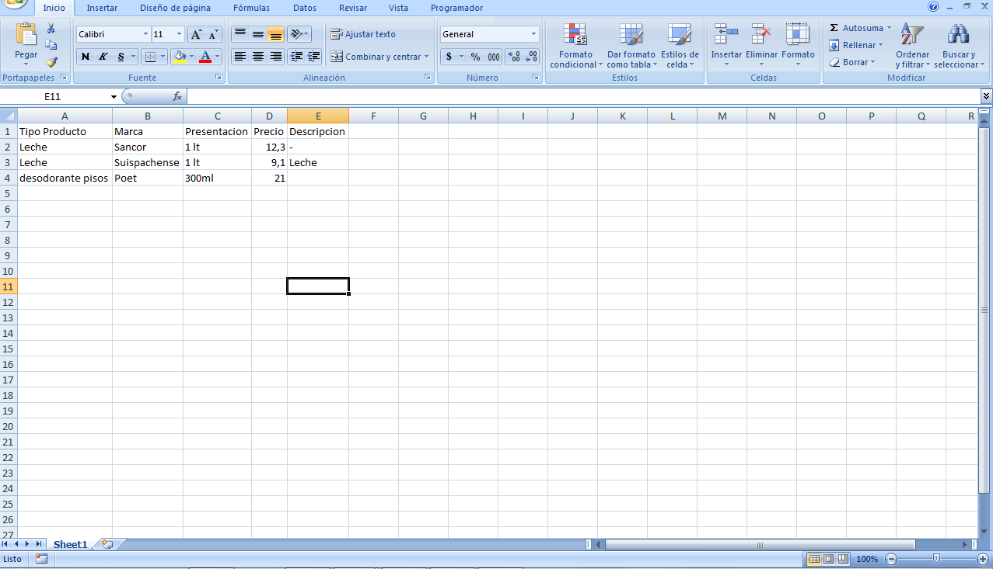 Inicio Insertar Diseño de página Fórmulas Datos Revisar Vista Programador
Pegar
Calibri 11
N K S
A A
A
Ajustar texto
Combinar y centrar
General
$ % 000
Formato condicional
Dar formato como tabla
Estilos de celda
Insertar Eliminar Formato
Σ Autosuma
Rellenar
Borrar
Ordenar y filtrar
Buscar y seleccionar
Portapapeles Fuente Alineación Número Estilos Celdas Modificar
E11 fx
A B C D E F G H I J K L M N O P Q R
1 Tipo Producto Marca Presentacion Precio Descripcion
2 Leche Sancor 1 lt 12,3 -
3 Leche Suispachense 1 lt 9,1 Leche
4 desodorante pisos Poet 300ml 21
5
6
7
8
9
10
11
12
13
14
15
16
17
18
19
20
21
22
23
24
25
26
27
Sheet1
Listo 100%